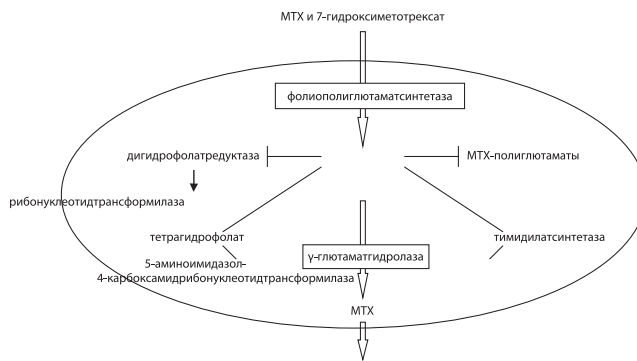 МТХ и 7-гидроксиметотрексат
фолиополиглютаматсинтетаза
дигидрофолатредуктаза
МТХ-полиглютаматы
рибонуклеотидтрансформилаза
тетрагидрофолат
тимидилатсинтетаза
γ-глютаматгидролаза
5-аминоимидазол-
4-карбоксамидрибонуклеотидтрансформилаза
МТХ